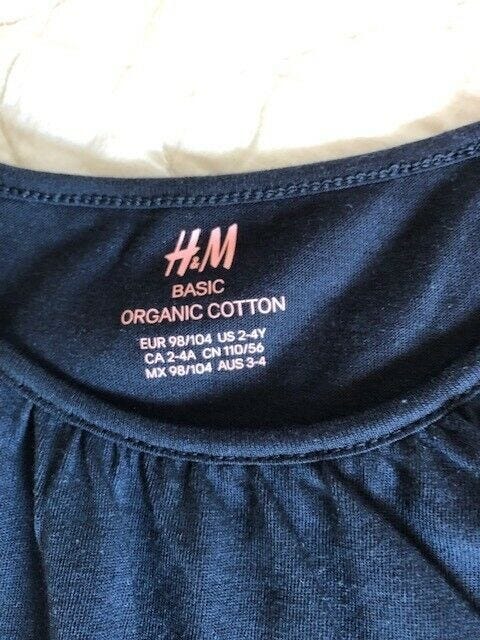 H&M
BASIC
ORGANIC COTTON
EUR 98/104 US 2-4Y
CA 2-4A CN 110/56
MX 98/104 AUS 3-4